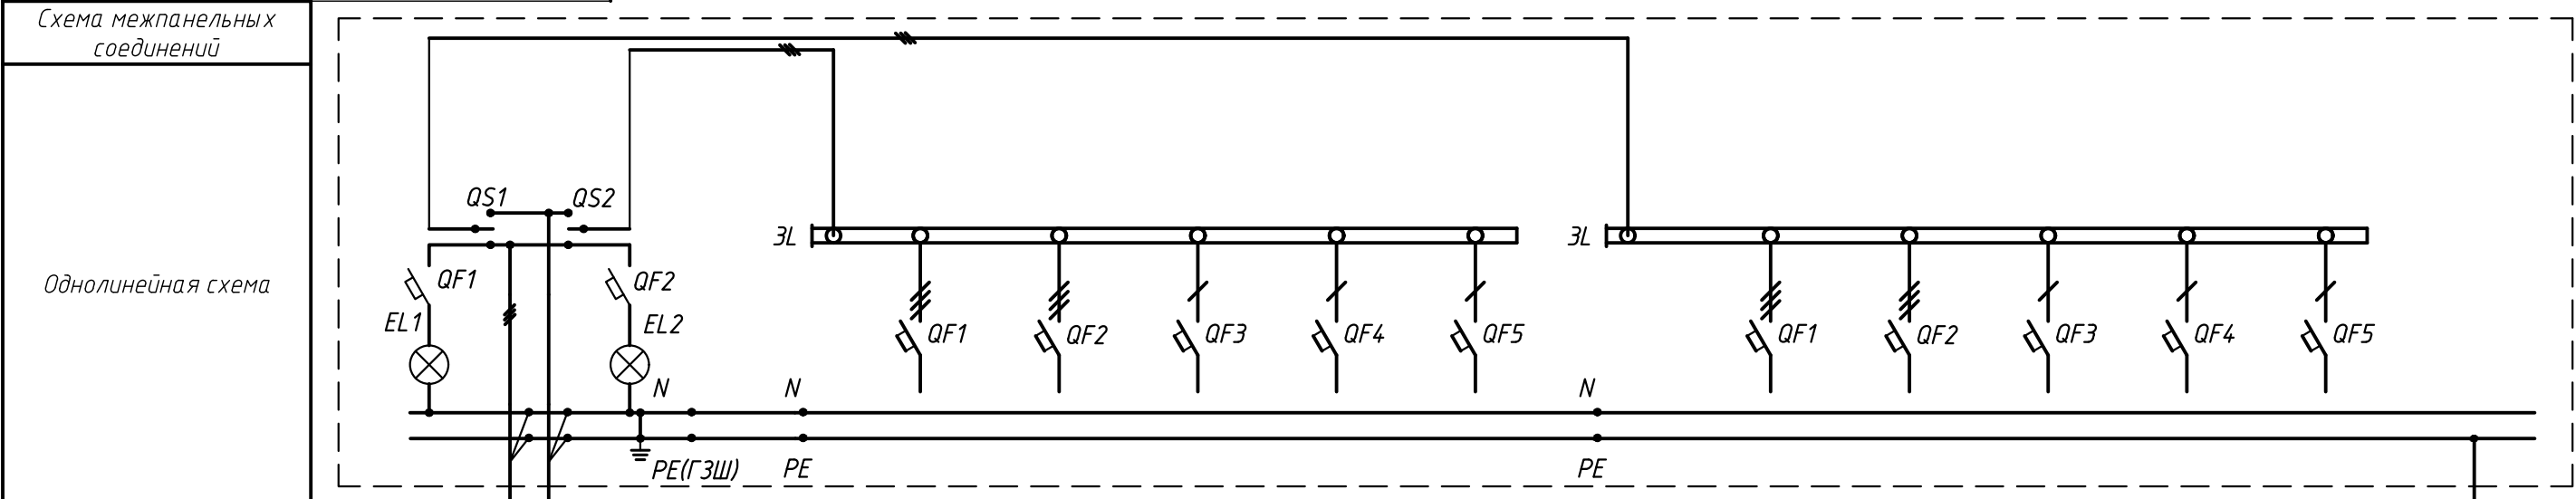 Схема межпанельных
соединений
Однолинейная схема
QS1 QS2
3L 3L
QF1 QF2
EL1 EL2
QF1 QF2 QF3 QF4 QF5 QF1 QF2 QF3 QF4 QF5
N N N
PE(ГЗШ) PE PE